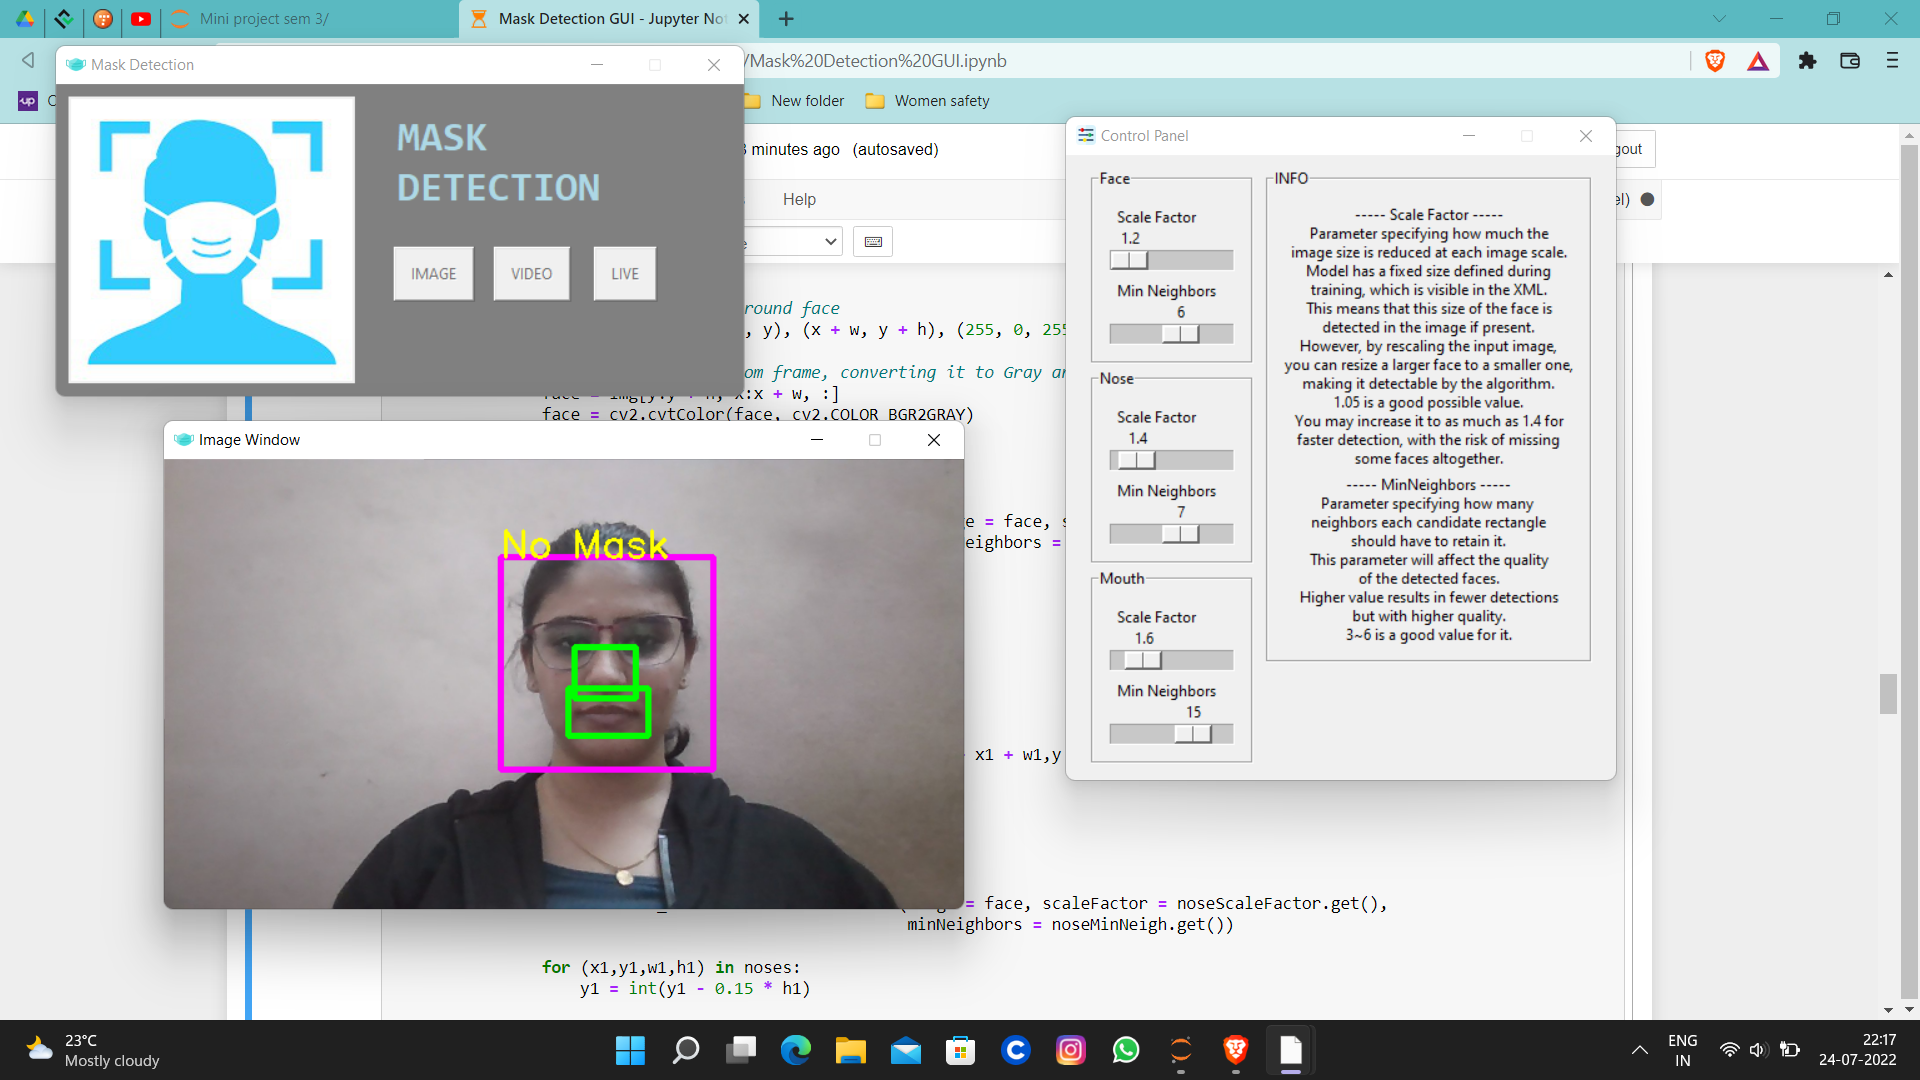 Mini project sem 3/
Mask Detection GUI - Jupyter Not
/Mask%20Detection%20GUI.ipynb
up
New folder
Women safety
Mask Detection
MASK
DETECTION
IMAGE
VIDEO
LIVE
3 minutes ago (autosaved)
gout
Help
el)
round face
, y), (x + w, y + h), (255, 0, 255
om frame, converting it to Gray an
face = img[y:y + h, x:x + w, :]
face = cv2.cvtColor(face, cv2.COLOR_BGR2GRAY)
Image Window
No Mask
ge = face, s
eighbors =
x1 + w1,y
= face, scaleFactor = noseScaleFactor.get(),
minNeighbors = noseMinNeigh.get())
for (x1,y1,w1,h1) in noses:
y1 = int(y1 - 0.15 * h1)
Control Panel
Face
Scale Factor
1.2
Min Neighbors
6
Nose
Scale Factor
1.4
Min Neighbors
7
Mouth
Scale Factor
1.6
Min Neighbors
15
INFO
----- Scale Factor -----
Parameter specifying how much the
image size is reduced at each image scale.
Model has a fixed size defined during
training, which is visible in the XML.
This means that this size of the face is
detected in the image if present.
However, by rescaling the input image,
you can resize a larger face to a smaller one,
making it detectable by the algorithm.
1.05 is a good possible value.
You may increase it to as much as 1.4 for
faster detection, with the risk of missing
some faces altogether.
----- MinNeighbors -----
Parameter specifying how many
neighbors each candidate rectangle
should have to retain it.
This parameter will affect the quality
of the detected faces.
Higher value results in fewer detections
but with higher quality.
3~6 is a good value for it.
23°C
Mostly cloudy
ENG
IN
22:17
24-07-2022